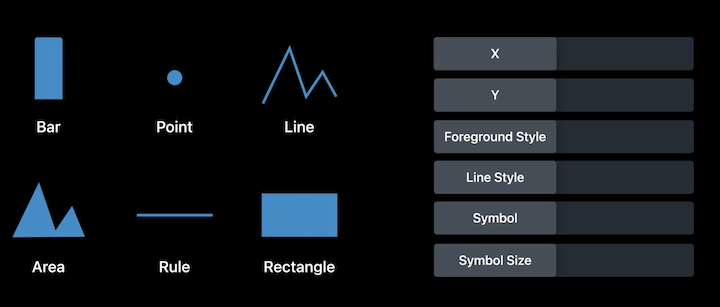 Bar
Point
Line
Area
Rule
Rectangle
X
Y
Foreground Style
Line Style
Symbol
Symbol Size